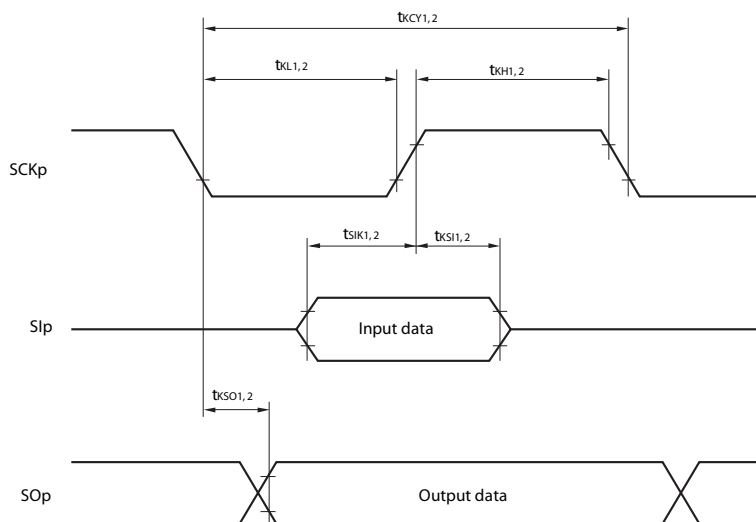 tKCY1, 2
tKL1, 2
tKH1, 2
SCKp
tSIK1, 2
tKSI1, 2
SIp
Input data
tKSO1, 2
SOp
Output data